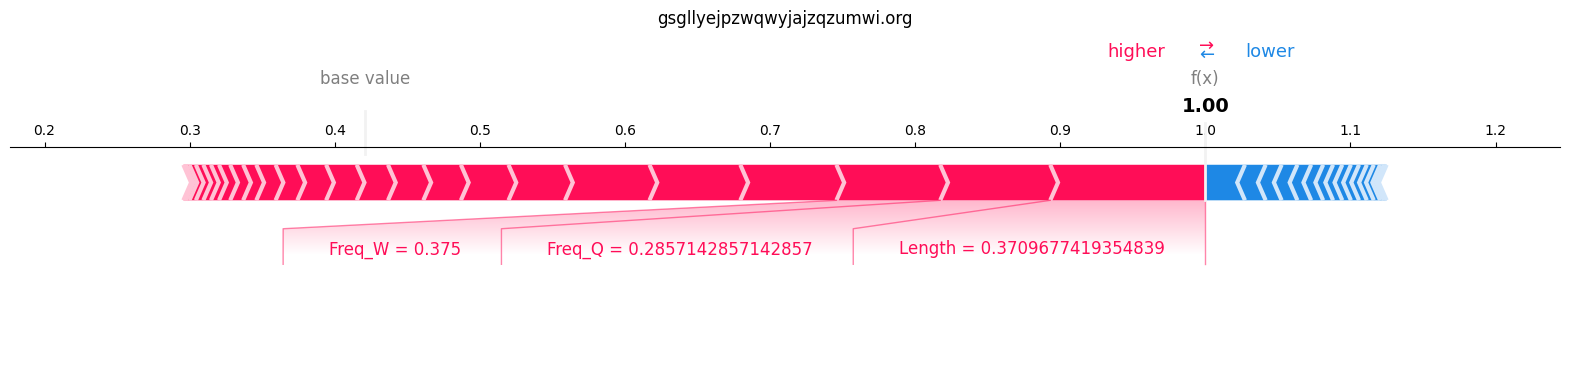 gsgllyejpzwqwyjajzqzumwi.org
higher → ← lower
base value f(x)
1.00
0.2 0.3 0.4 0.5 0.6 0.7 0.8 0.9 1.0 1.1 1.2
Freq_W = 0.375 Freq_Q = 0.2857142857142857 Length = 0.3709677419354839